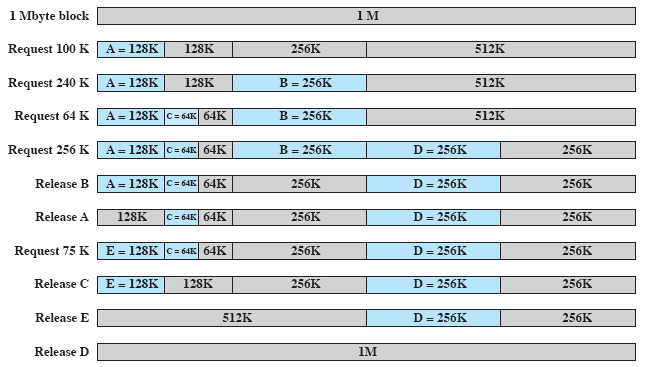 1 Mbyte block 1 M
Request 100 K A = 128K 128K 256K 512K
Request 240 K A = 128K 128K B = 256K 512K
Request 64 K A = 128K C = 64K 64K B = 256K 512K
Request 256 K A = 128K C = 64K 64K B = 256K D = 256K 256K
Release B A = 128K C = 64K 64K 256K D = 256K 256K
Release A 128K C = 64K 64K 256K D = 256K 256K
Request 75 K E = 128K C = 64K 64K 256K D = 256K 256K
Release C E = 128K 128K 256K D = 256K 256K
Release E 512K D = 256K 256K
Release D 1M